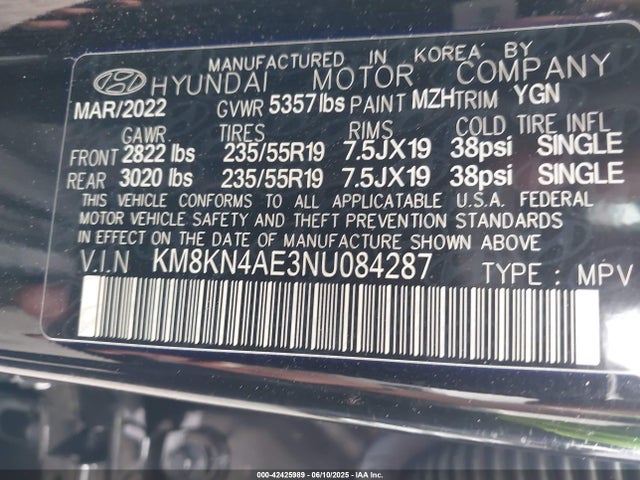 MANUFACTURED IN KOREA BY
HYUNDAI MOTOR COMPANY
MAR/2022 GVWR 5357lbs PAINT MZH TRIM YGN
GAWR TIRES RIMS COLD TIRE INFL
FRONT 2822 lbs 235/55R19 7.5JX19 38psi SINGLE
REAR 3020 lbs 235/55R19 7.5JX19 38psi SINGLE
THIS VEHICLE CONFORMS TO ALL APPLICATABLE U.S.A. FEDERAL
MOTOR VEHICLE SAFETY AND THEFT PREVENTION STANDARDS
IN EFFECT ON THE DATE OF MANUFACTURE SHOWN ABOVE
V.I.N KM8KN4AE3NU084287 TYPE : MPV
000-42425989 - 06/10/2025 - IAA Inc.